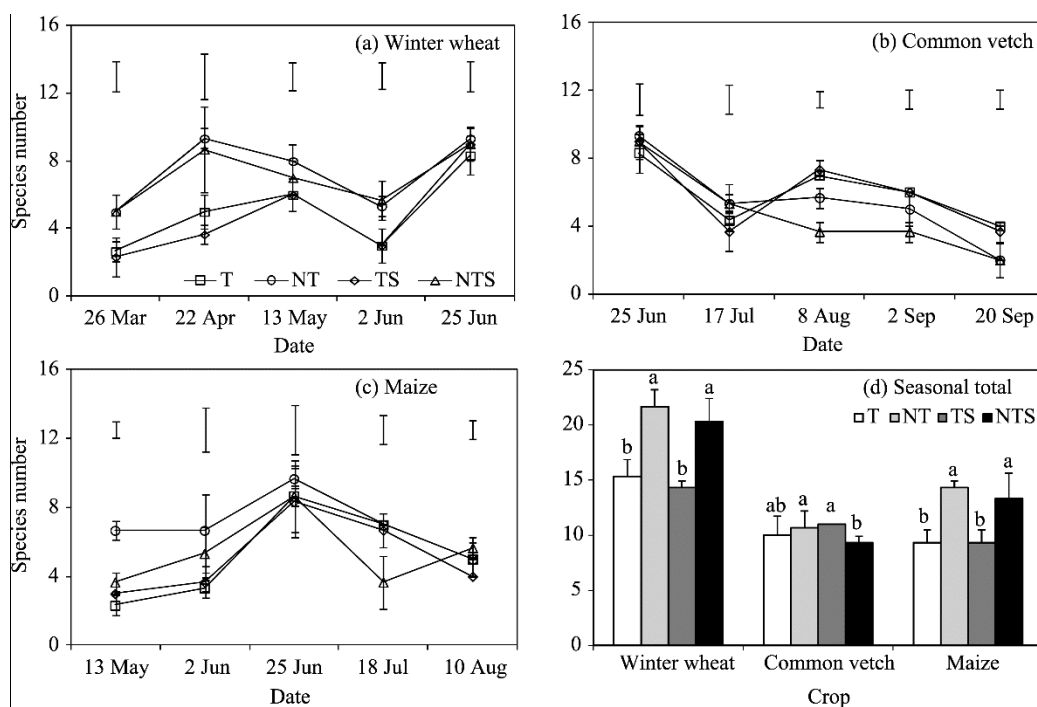 16
12
8
4
0
Species number
(a) Winter wheat
T NT TS NTS
26 Mar 22 Apr 13 May 2 Jun 25 Jun
Date
16
12
8
4
0
(b) Common vetch
25 Jun 17 Jul 8 Aug 2 Sep 20 Sep
Date
16
12
8
4
0
Species number
(c) Maize
13 May 2 Jun 25 Jun 18 Jul 10 Aug
Date
25
20
15
10
5
0
(d) Seasonal total
T NT TS NTS
b a b a
ab a a b
b a b a
Winter wheat Common vetch Maize
Crop